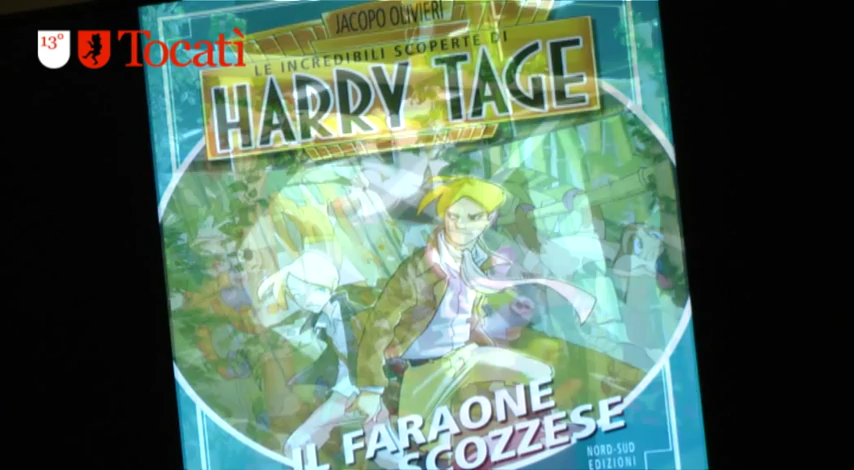 13°
Tocatì
JACOPO OLIVIERI
LE INCREDIBILI SCOPERTE DI
HARRY TAGE
IL FARAONE
SCOZZESE
NORD-SUD
EDIZIONI